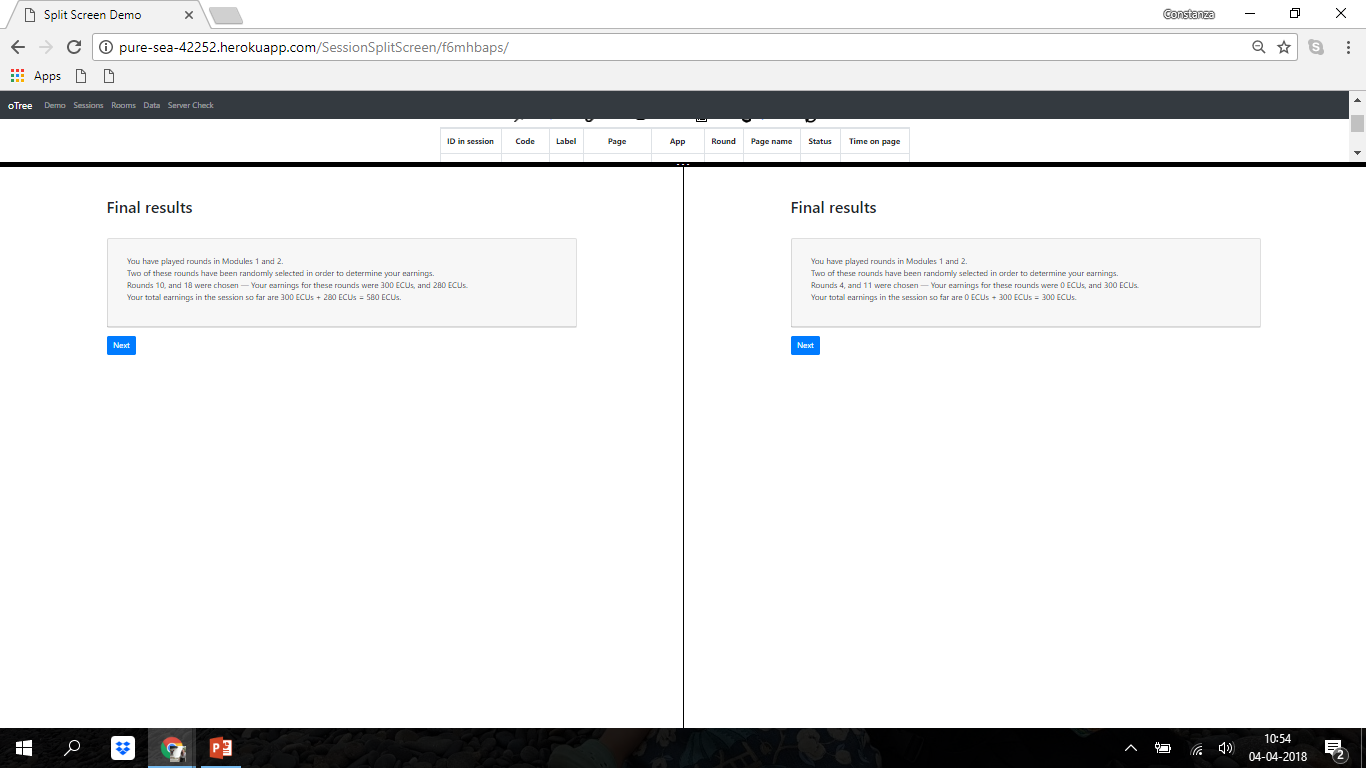 Split Screen Demo
Constanza
pure-sea-42252.herokuapp.com/SessionSplitScreen/f6mhbaps/
Apps
oTree Demo Sessions Rooms Data Server Check
ID in session Code Label Page App Round Page name Status Time on page
Final results
You have played rounds in Modules 1 and 2.
Two of these rounds have been randomly selected in order to determine your earnings.
Rounds 10, and 18 were chosen — Your earnings for these rounds were 300 ECUs, and 280 ECUs.
Your total earnings in the session so far are 300 ECUs + 280 ECUs = 580 ECUs.
Next
Final results
You have played rounds in Modules 1 and 2.
Two of these rounds have been randomly selected in order to determine your earnings.
Rounds 4, and 11 were chosen — Your earnings for these rounds were 0 ECUs, and 300 ECUs.
Your total earnings in the session so far are 0 ECUs + 300 ECUs = 300 ECUs.
Next
10:54
04-04-2018
2